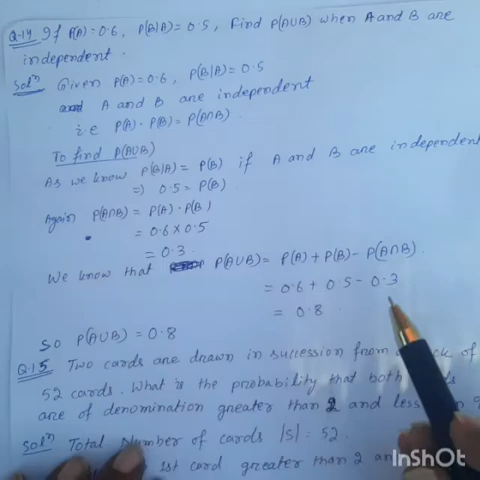 Q.14 If P(A)=0.6, P(B|A)=0.5, Find P(A∪B) when A and B are
independent.
Solⁿ Given P(A)=0.6, P(B|A)=0.5
A and B are independent
i.e P(A)·P(B)=P(A∩B).
To find P(A∪B)
As we know P(B|A) = P(B) if A and B are independent
=) 0.5 = P(B)
Again P(A∩B) = P(A)·P(B)
= 0.6 × 0.5
= 0.3.
We know that P(A∪B) = P(A) + P(B) - P(A∩B).
= 0.6 + 0.5 - 0.3
= 0.8.
So P(A∪B) = 0.8
Q.15 Two cards are drawn in succession from of
52 cards. What is the probability that both
are of denomination greater than 2 and less
Solⁿ Total Number of cards |S| = 52.
1st card greater than 2
InShOt